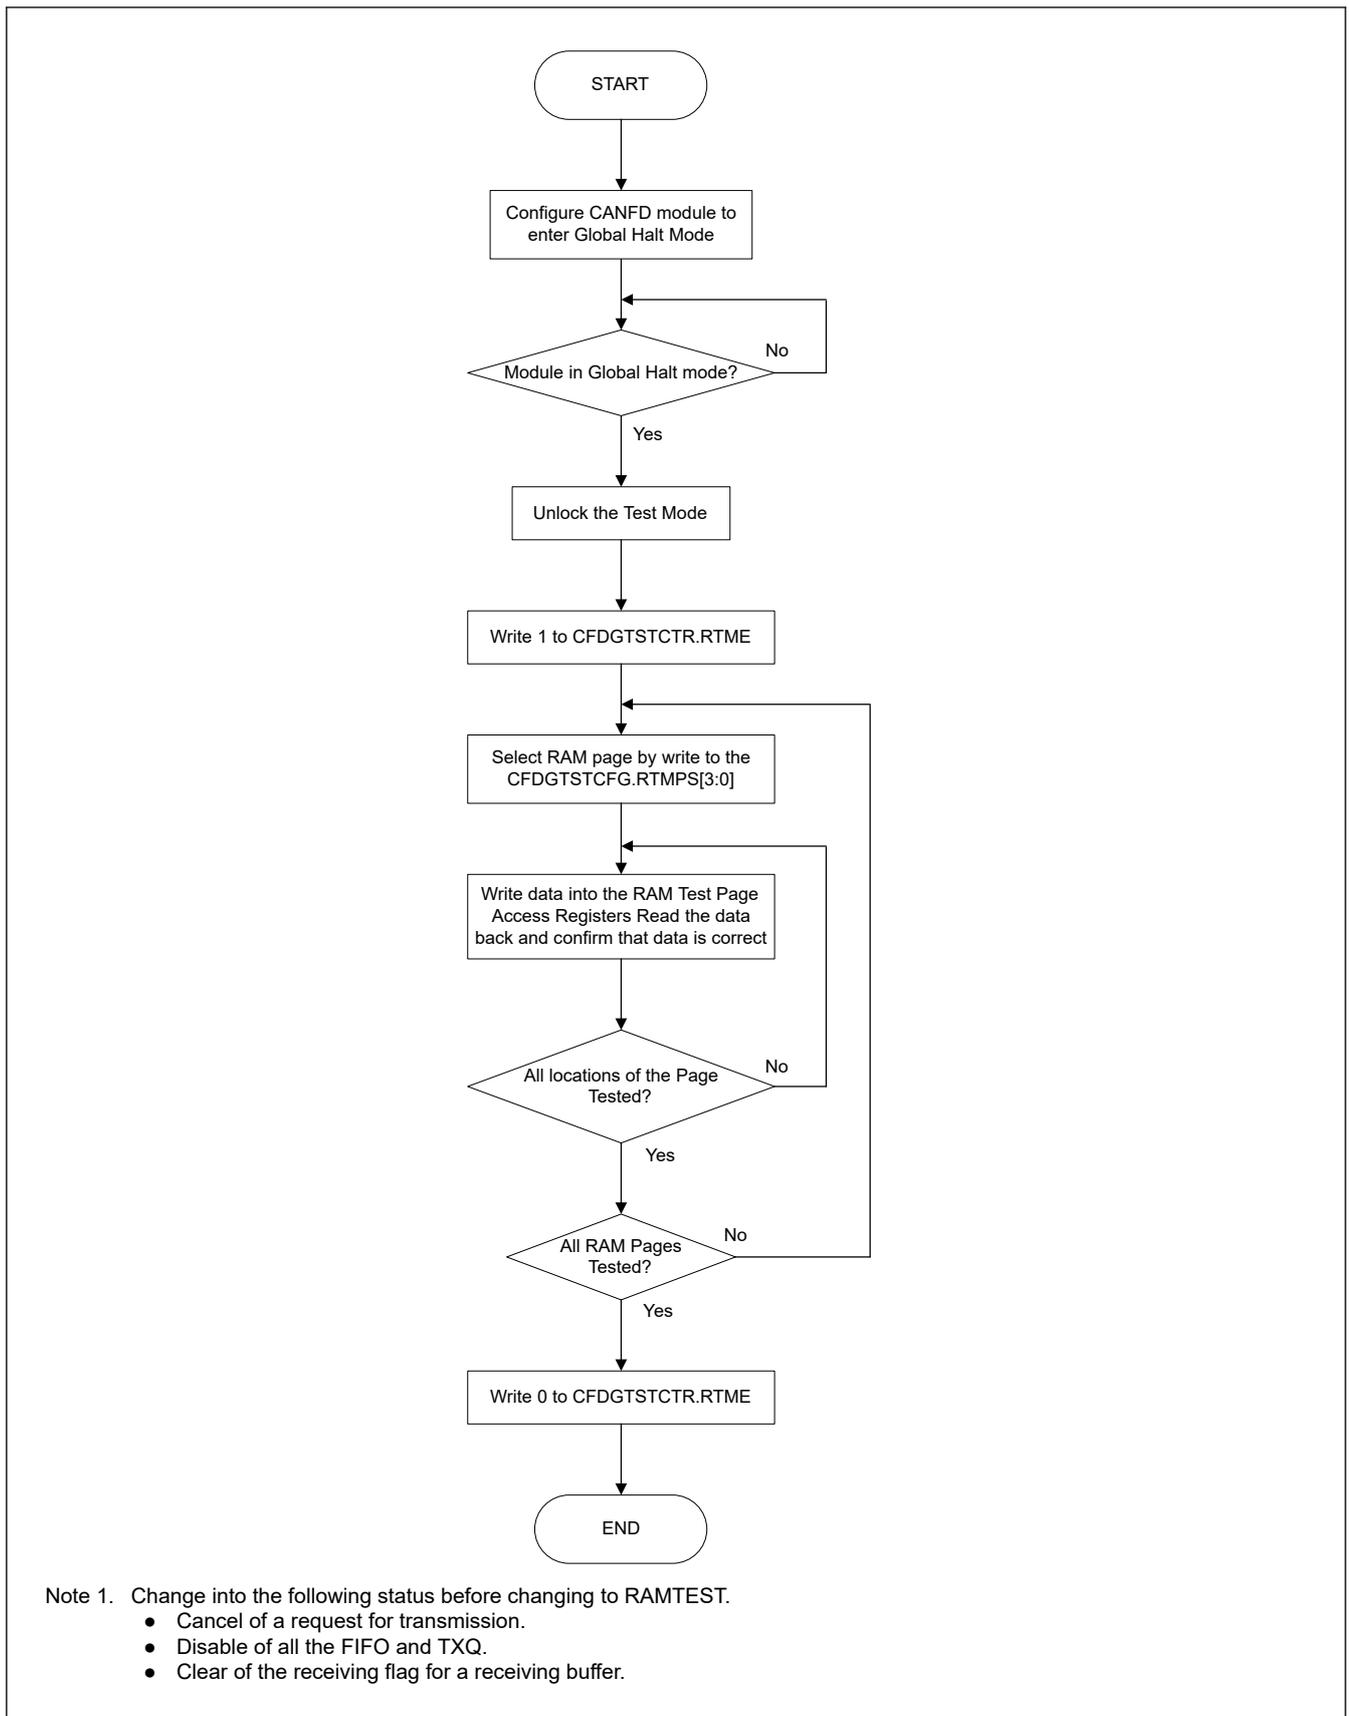 START
Configure CANFD module to
enter Global Halt Mode
No
Module in Global Halt mode?
Yes
Unlock the Test Mode
Write 1 to CFDGTSTCTR.RTME
Select RAM page by write to the
CFDGTSTCFG.RTMPS[3:0]
Write data into the RAM Test Page
Access Registers Read the data
back and confirm that data is correct
No
All locations of the Page
Tested?
Yes
No
All RAM Pages
Tested?
Yes
Write 0 to CFDGTSTCTR.RTME
END
Note 1. Change into the following status before changing to RAMTEST.
● Cancel of a request for transmission.
● Disable of all the FIFO and TXQ.
● Clear of the receiving flag for a receiving buffer.